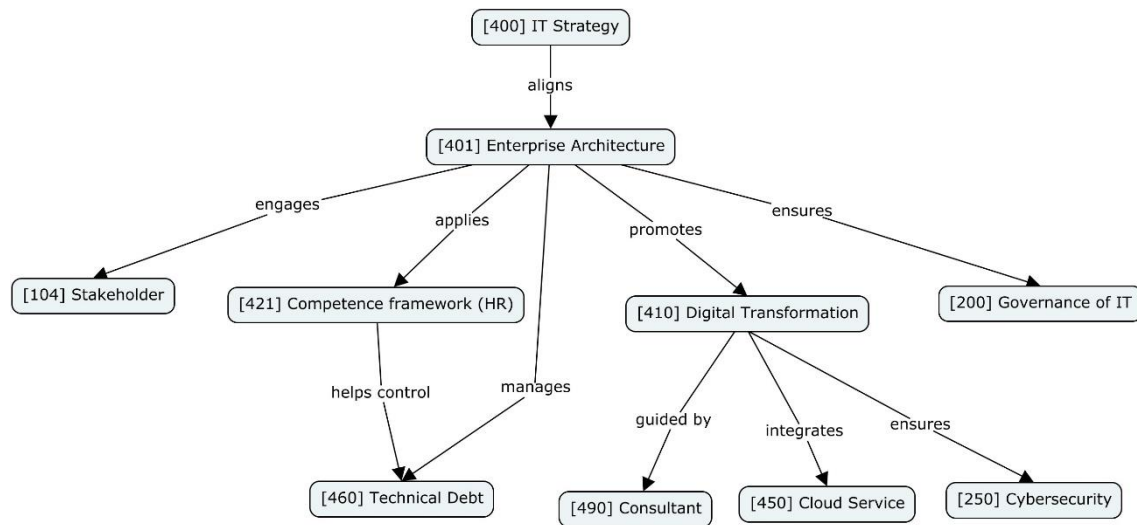 [400] IT Strategy
aligns
[401] Enterprise Architecture
engages
applies
promotes
ensures
[104] Stakeholder
[421] Competence framework (HR)
[410] Digital Transformation
[200] Governance of IT
helps control
manages
guided by
integrates
ensures
[460] Technical Debt
[490] Consultant
[450] Cloud Service
[250] Cybersecurity